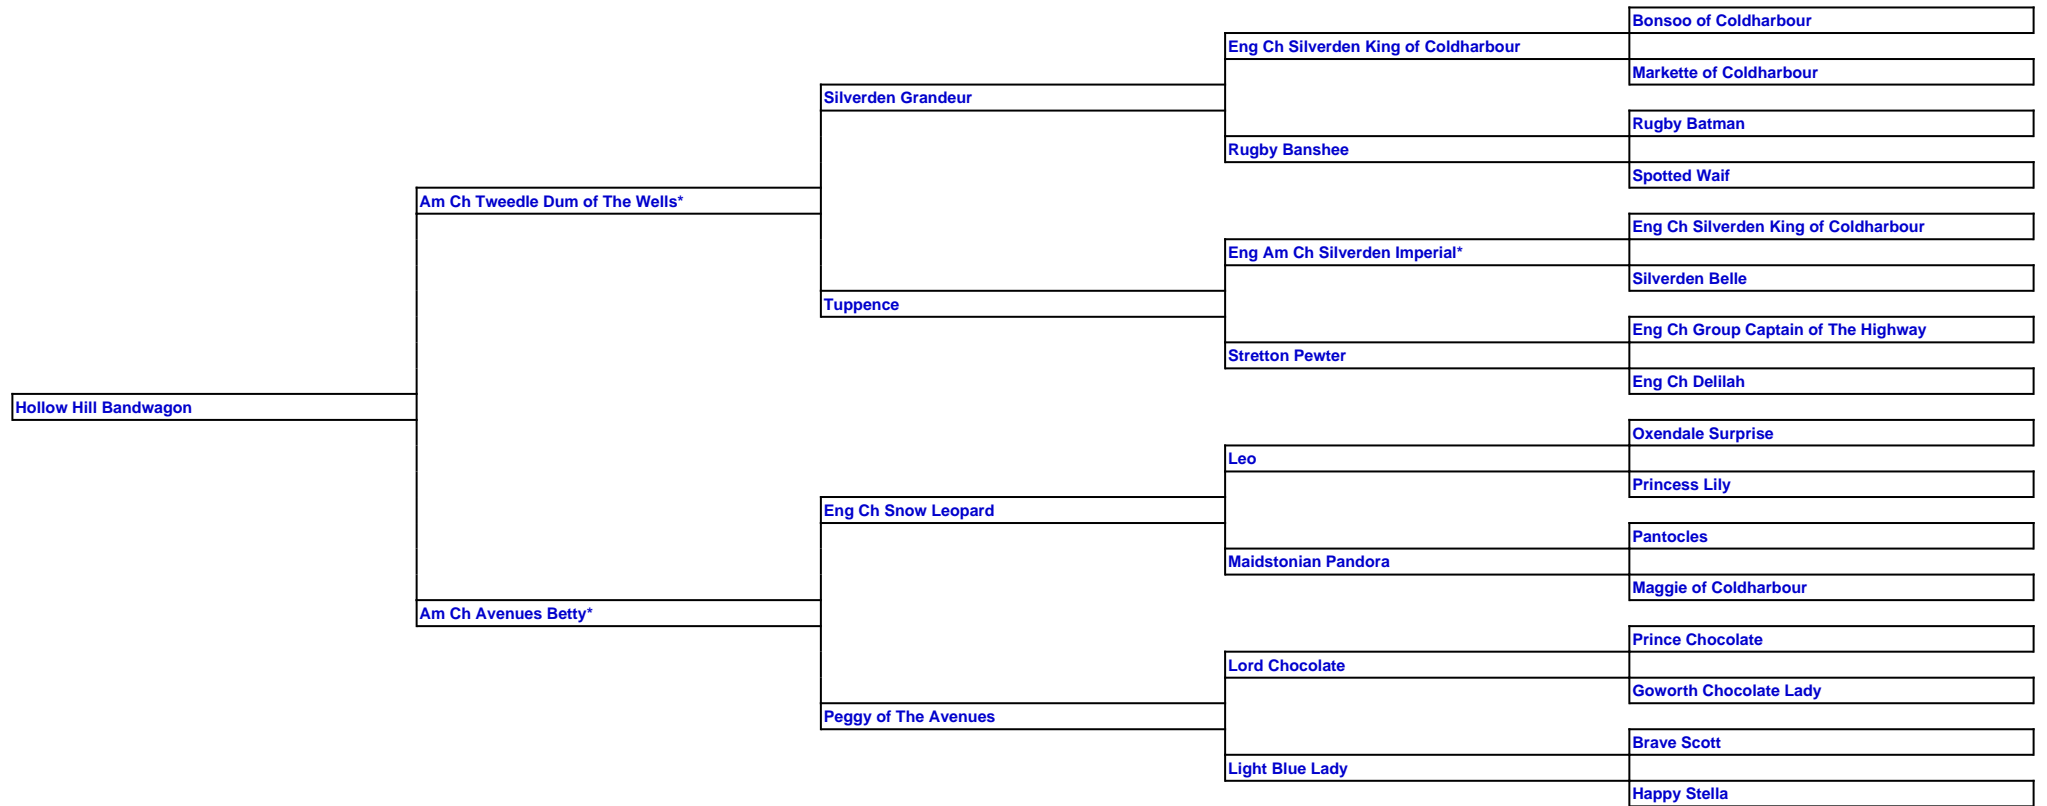 Bonsoo of Coldharbour
Eng Ch Silverden King of Coldharbour
Markette of Coldharbour
Silverden Grandeur
Rugby Batman
Rugby Banshee
Spotted Waif
Am Ch Tweedle Dum of The Wells*
Eng Ch Silverden King of Coldharbour
Eng Am Ch Silverden Imperial*
Silverden Belle
Tuppence
Eng Ch Group Captain of The Highway
Stretton Pewter
Eng Ch Delilah
Hollow Hill Bandwagon
Oxendale Surprise
Leo
Princess Lily
Eng Ch Snow Leopard
Pantocles
Maidstonian Pandora
Maggie of Coldharbour
Am Ch Avenues Betty*
Prince Chocolate
Lord Chocolate
Goworth Chocolate Lady
Peggy of The Avenues
Brave Scott
Light Blue Lady
Happy Stella